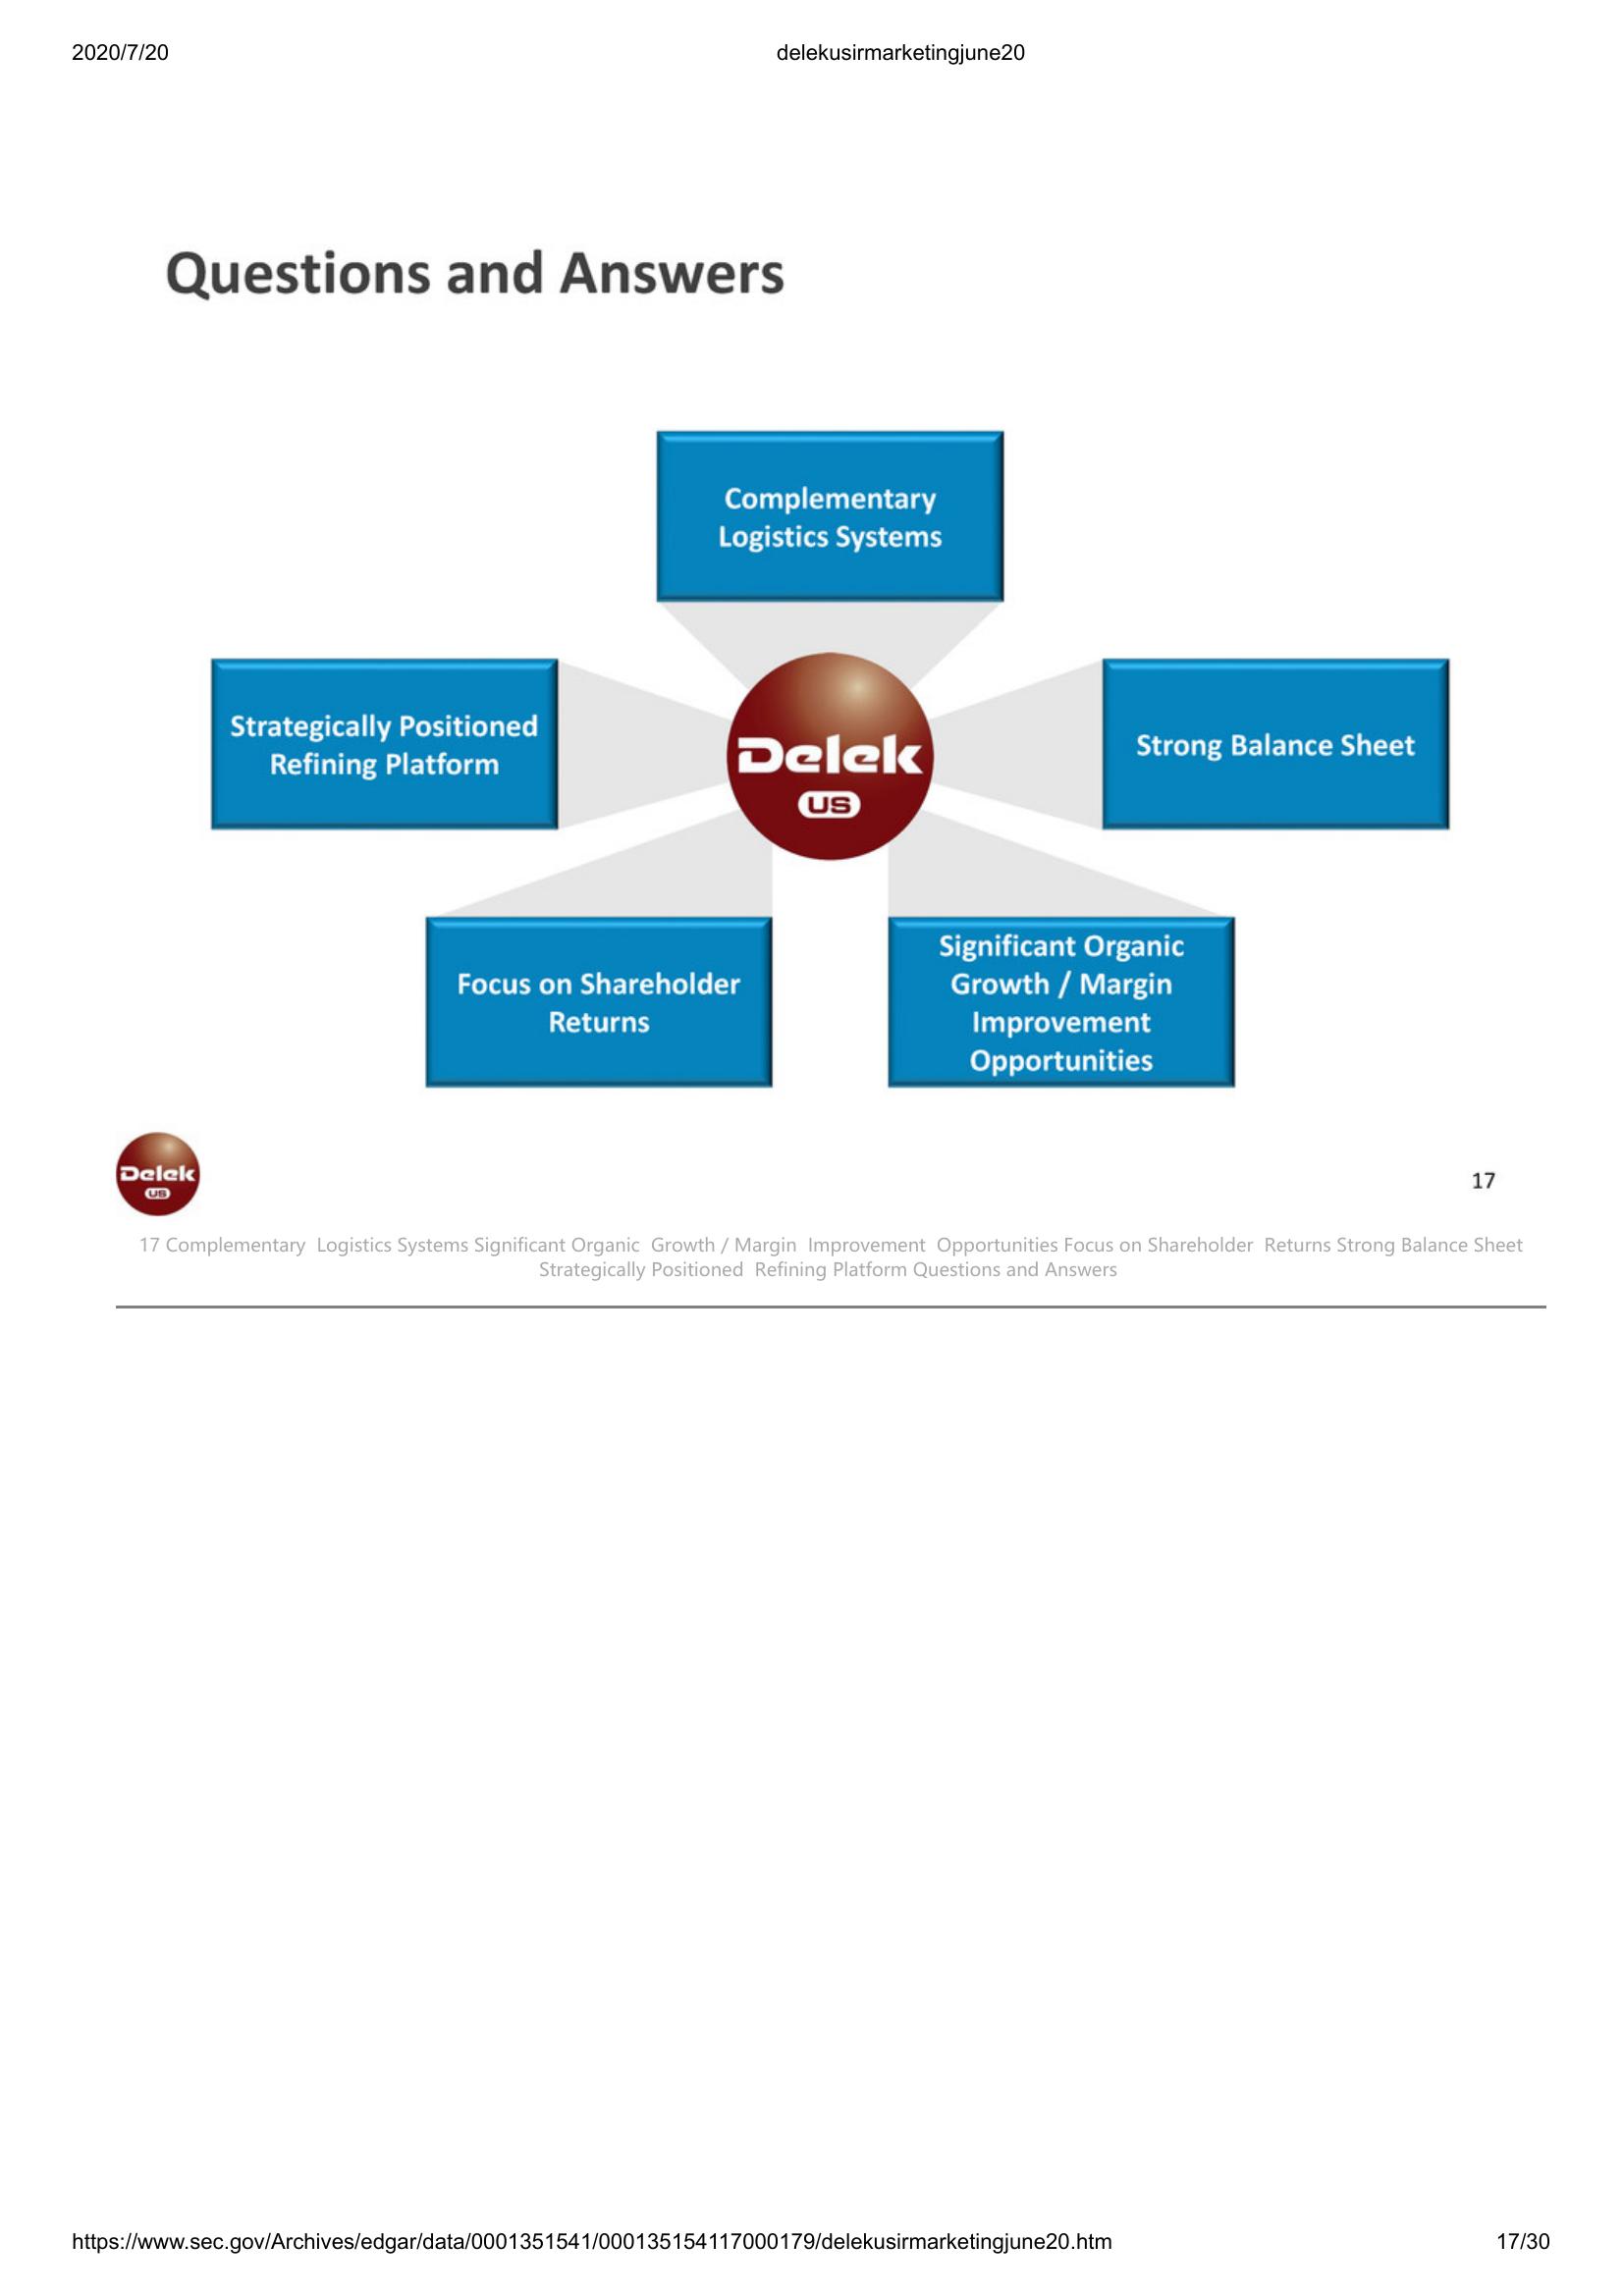 2020/7/20
delekusirmarketingjune20
Questions and Answers
Complementary
Logistics Systems
Strategically Positioned
Refining Platform
Delek
US
Strong Balance Sheet
Focus on Shareholder
Returns
Significant Organic
Growth / Margin
Improvement
Opportunities
Delek
US
17
17 Complementary Logistics Systems Significant Organic Growth / Margin Improvement Opportunities Focus on Shareholder Returns Strong Balance Sheet
Strategically Positioned Refining Platform Questions and Answers
https://www.sec.gov/Archives/edgar/data/0001351541/000135154117000179/delekusirmarketingjune20.htm
17/30